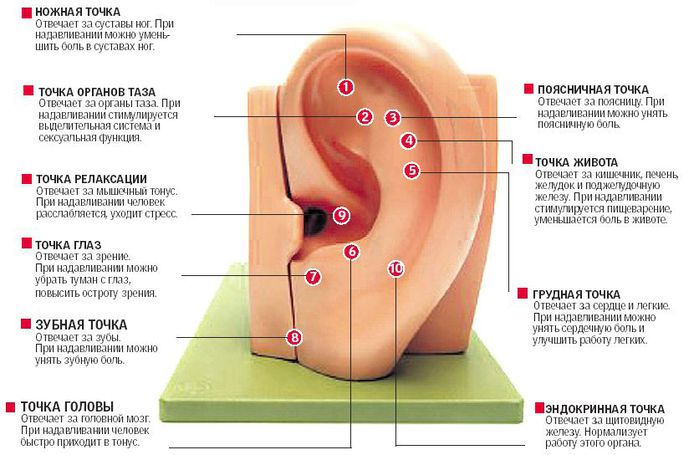 НОЖНАЯ ТОЧКА
Отвечает за суставы ног. При
надавливании можно умень-
шить боль в суставах ног.
ТОЧКА ОРГАНОВ ТАЗА
Отвечает за органы таза. При
надавливании стимулируется
выделительная система и
сексуальная функция.
ТОЧКА РЕЛАКСАЦИИ
Отвечает за мышечный тонус.
При надавливании человек
расслабляется, уходит стресс.
ТОЧКА ГЛАЗ
Отвечает за зрение.
При надавливании можно
убрать туман с глаз,
повысить остроту зрения.
ЗУБНАЯ ТОЧКА
Отвечает за зубы.
При надавливании можно
унять зубную боль.
ТОЧКА ГОЛОВЫ
Отвечает за головной мозг.
При надавливании человек
быстро приходит в тонус.
1
2
3
4
5
9
6
7
10
8
ПОЯСНИЧНАЯ ТОЧКА
Отвечает за поясницу. При
надавливании можно унять
поясничную боль.
ТОЧКА ЖИВОТА
Отвечает за кишечник, печень,
желудок и поджелудочную
железу. При надавливании
стимулируется пищеварение,
уменьшается боль в животе.
ГРУДНАЯ ТОЧКА
Отвечает за сердце и легкие.
При надавливании можно
унять сердечную боль и
улучшить работу легких.
ЭНДОКРИННАЯ ТОЧКА
Отвечает за щитовидную
железу. Нормализует
работу этого органа.